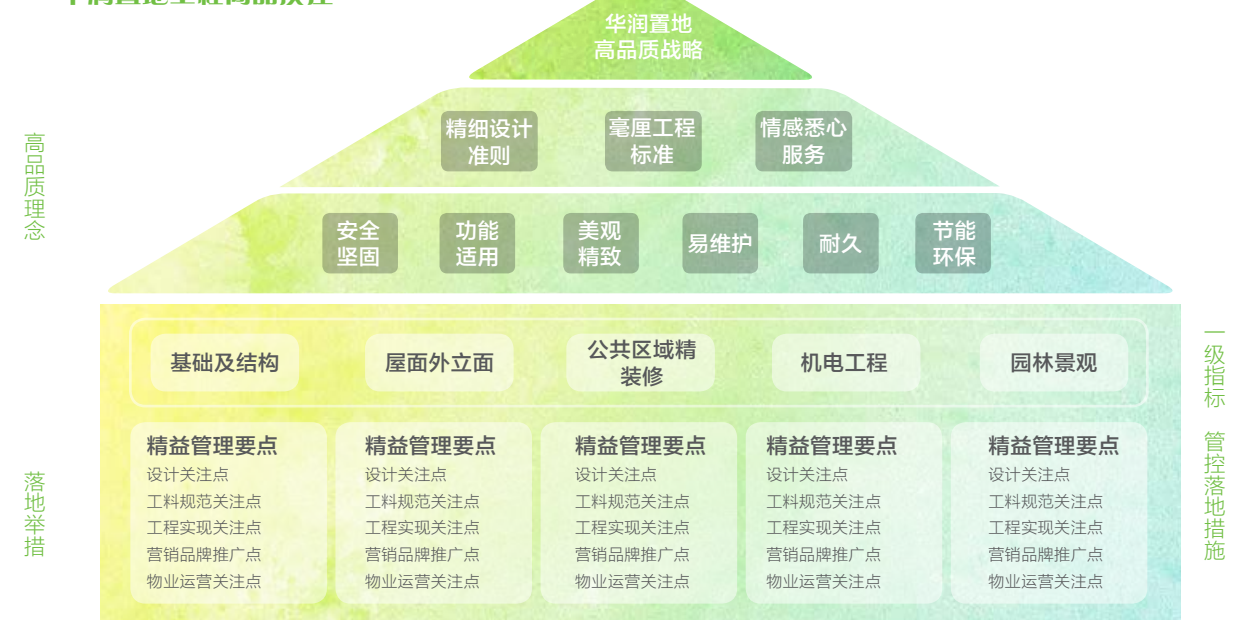 华润置地
高品质战略
高品质理念
精细设计
准则
毫厘工程
标准
情感悉心
服务
安全
坚固
功能
适用
美观
精致
易维护
耐久
节能
环保
一级指标
基础及结构
屋面外立面
公共区域精
装修
机电工程
园林景观
落地举措
管控落地措施
精益管理要点
设计关注点
工料规范关注点
工程实现关注点
营销品牌推广点
物业运营关注点
精益管理要点
设计关注点
工料规范关注点
工程实现关注点
营销品牌推广点
物业运营关注点
精益管理要点
设计关注点
工料规范关注点
工程实现关注点
营销品牌推广点
物业运营关注点
精益管理要点
设计关注点
工料规范关注点
工程实现关注点
营销品牌推广点
物业运营关注点
精益管理要点
设计关注点
工料规范关注点
工程实现关注点
营销品牌推广点
物业运营关注点